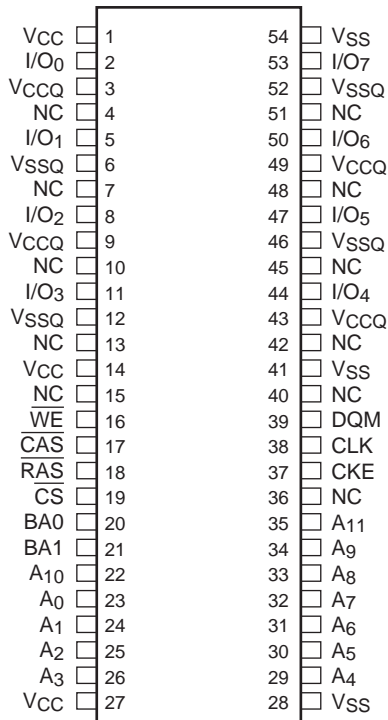 VCC 1 54 VSS
I/O0 2 53 I/O7
VCCQ 3 52 VSSQ
NC 4 51 NC
I/O1 5 50 I/O6
VSSQ 6 49 VCCQ
NC 7 48 NC
I/O2 8 47 I/O5
VCCQ 9 46 VSSQ
NC 10 45 NC
I/O3 11 44 I/O4
VSSQ 12 43 VCCQ
NC 13 42 NC
VCC 14 41 VSS
NC 15 40 NC
W̅E̅ 16 39 DQM
C̅A̅S̅ 17 38 CLK
R̅A̅S̅ 18 37 CKE
C̅S̅ 19 36 NC
BA0 20 35 A11
BA1 21 34 A9
A10 22 33 A8
A0 23 32 A7
A1 24 31 A6
A2 25 30 A5
A3 26 29 A4
VCC 27 28 VSS